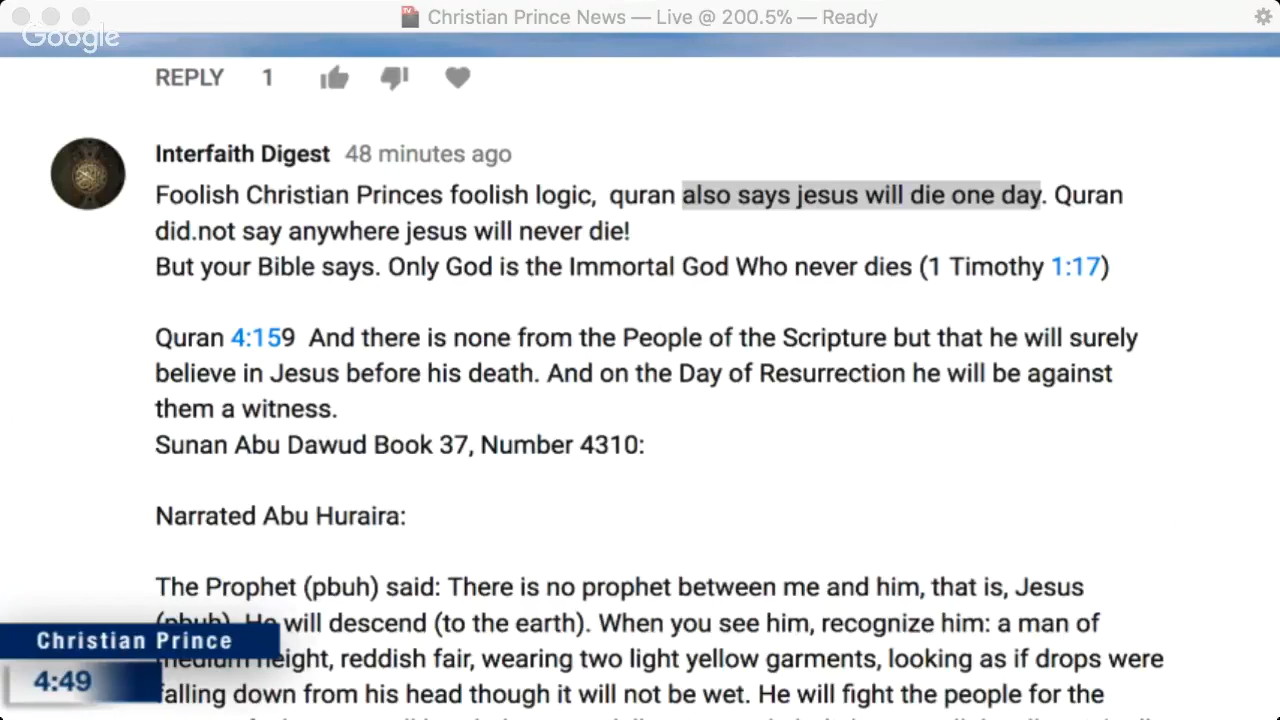 Christian Prince News — Live @ 200.5% — Ready
Google
REPLY 1
Interfaith Digest 48 minutes ago
Foolish Christian Princes foolish logic, quran also says jesus will die one day. Quran
did.not say anywhere jesus will never die!
But your Bible says. Only God is the Immortal God Who never dies (1 Timothy 1:17)
Quran 4:159 And there is none from the People of the Scripture but that he will surely
believe in Jesus before his death. And on the Day of Resurrection he will be against
them a witness.
Sunan Abu Dawud Book 37, Number 4310:
Narrated Abu Huraira:
The Prophet (pbuh) said: There is no prophet between me and him, that is, Jesus
(pbuh). He will descend (to the earth). When you see him, recognize him: a man of
medium height, reddish fair, wearing two light yellow garments, looking as if drops were
falling down from his head though it will not be wet. He will fight the people for the
Christian Prince
4:49